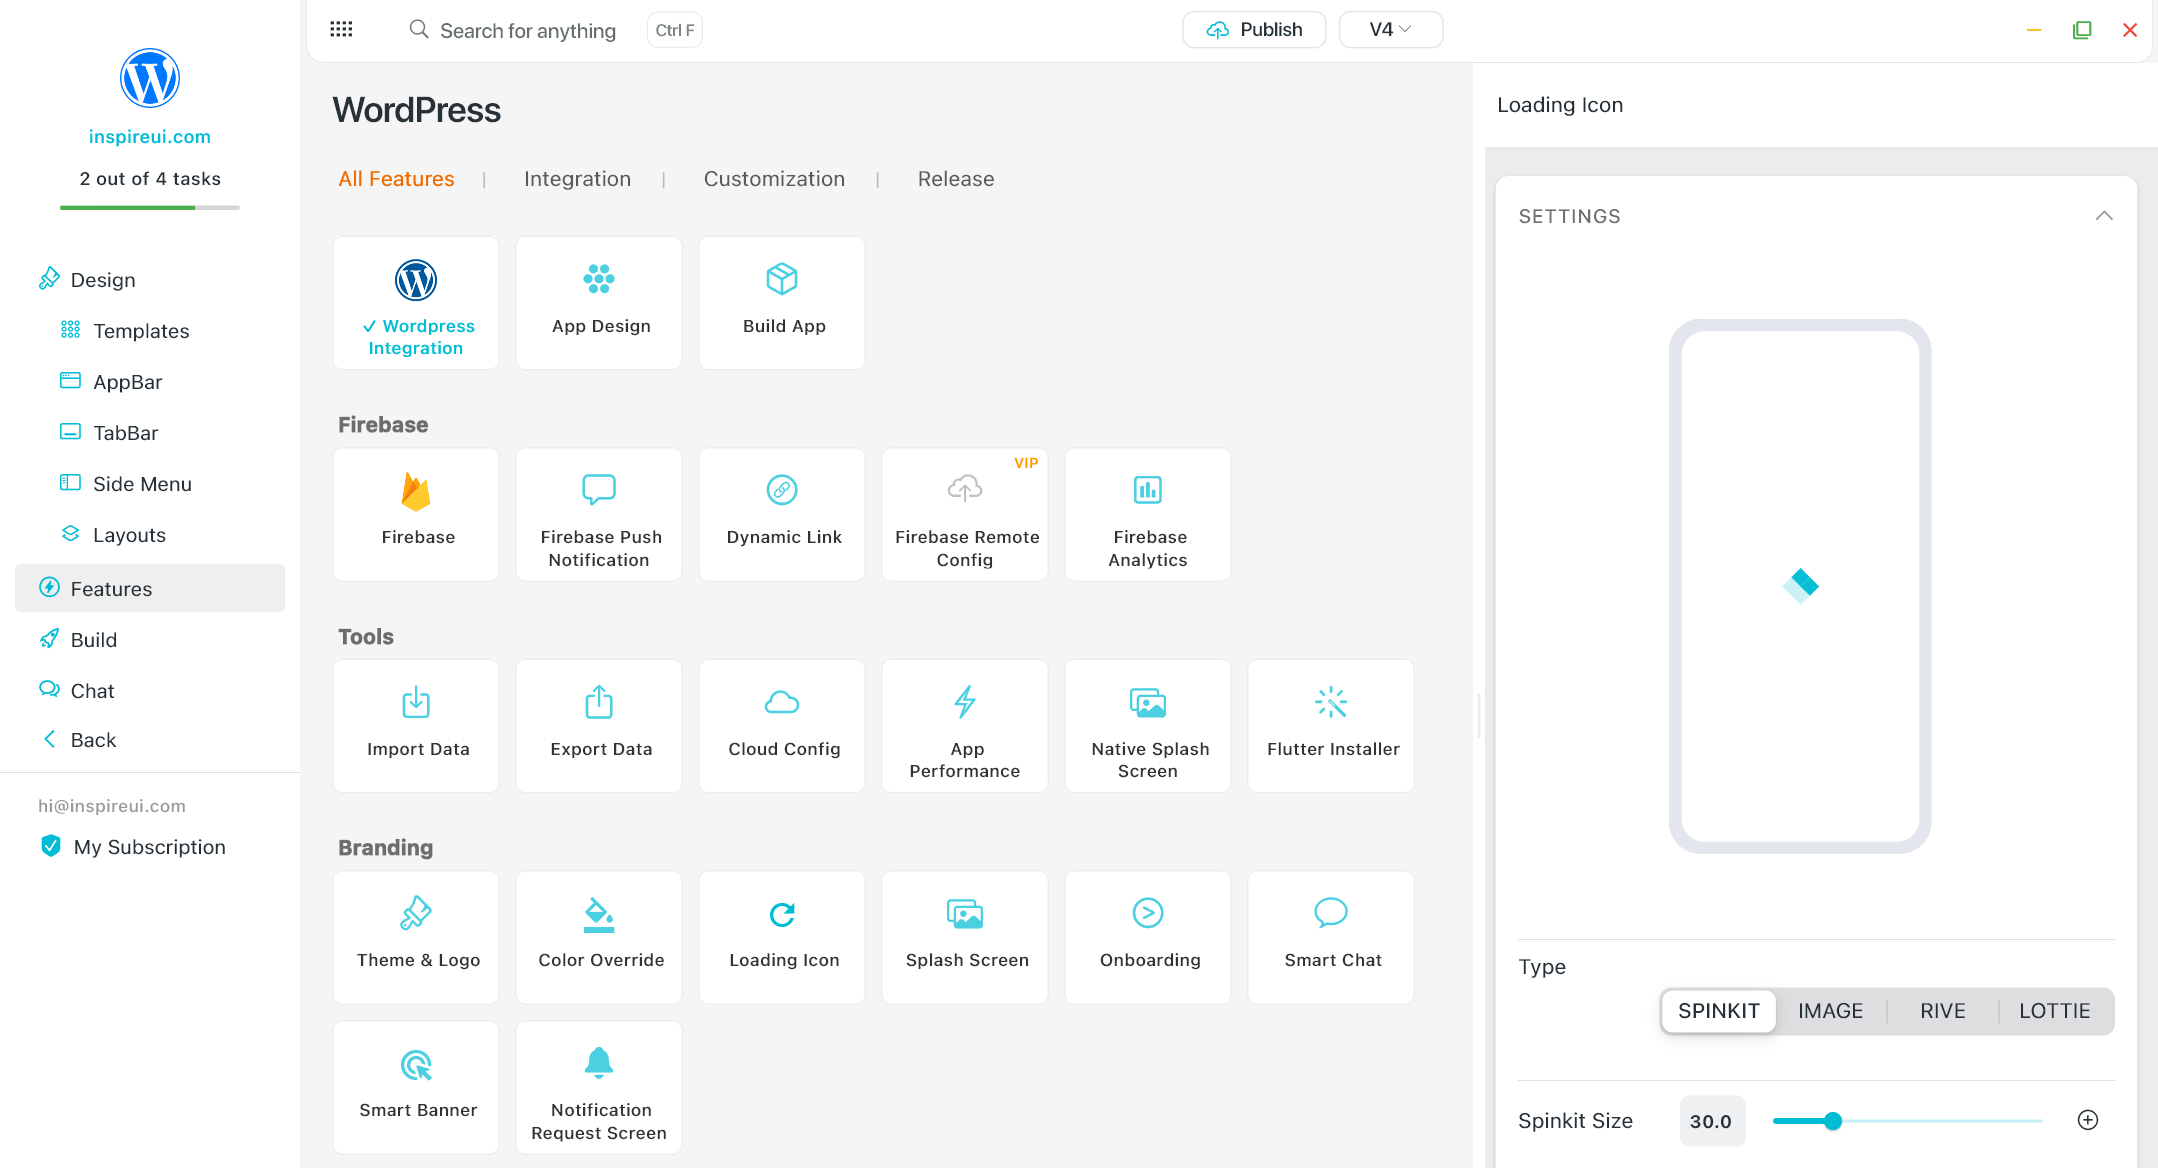 Search for anything
Ctrl F
Publish
V4
inspireui.com
2 out of 4 tasks
Design
Templates
AppBar
TabBar
Side Menu
Layouts
Features
Build
Chat
Back
hi@inspireui.com
My Subscription
WordPress
All Features | Integration | Customization | Release
✓ Wordpress
Integration
App Design
Build App
Firebase
Firebase
Firebase Push
Notification
Dynamic Link
VIP
Firebase Remote
Config
Firebase
Analytics
Tools
Import Data
Export Data
Cloud Config
App
Performance
Native Splash
Screen
Flutter Installer
Branding
Theme & Logo
Color Override
Loading Icon
Splash Screen
Onboarding
Smart Chat
Smart Banner
Notification
Request Screen
Loading Icon
SETTINGS
Type
SPINKIT
IMAGE
RIVE
LOTTIE
Spinkit Size
30.0